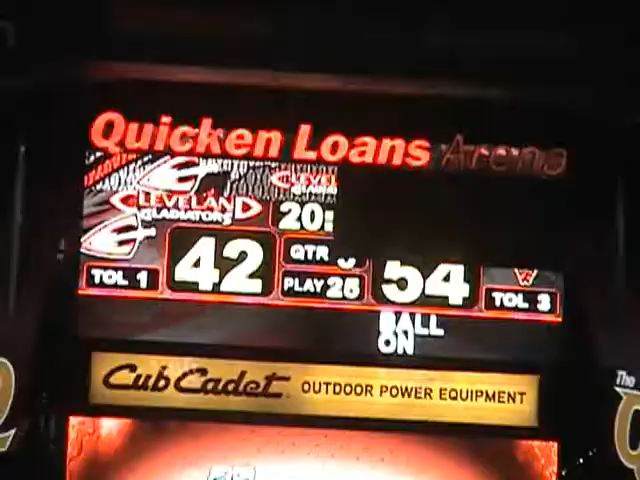 Quicken Loans Arena
CLEVELAND
GLADIATORS
20:
42
QTR
54
TOL 1
PLAY 25
TOL 3
BALL
ON
Cub Cadet OUTDOOR POWER EQUIPMENT
The